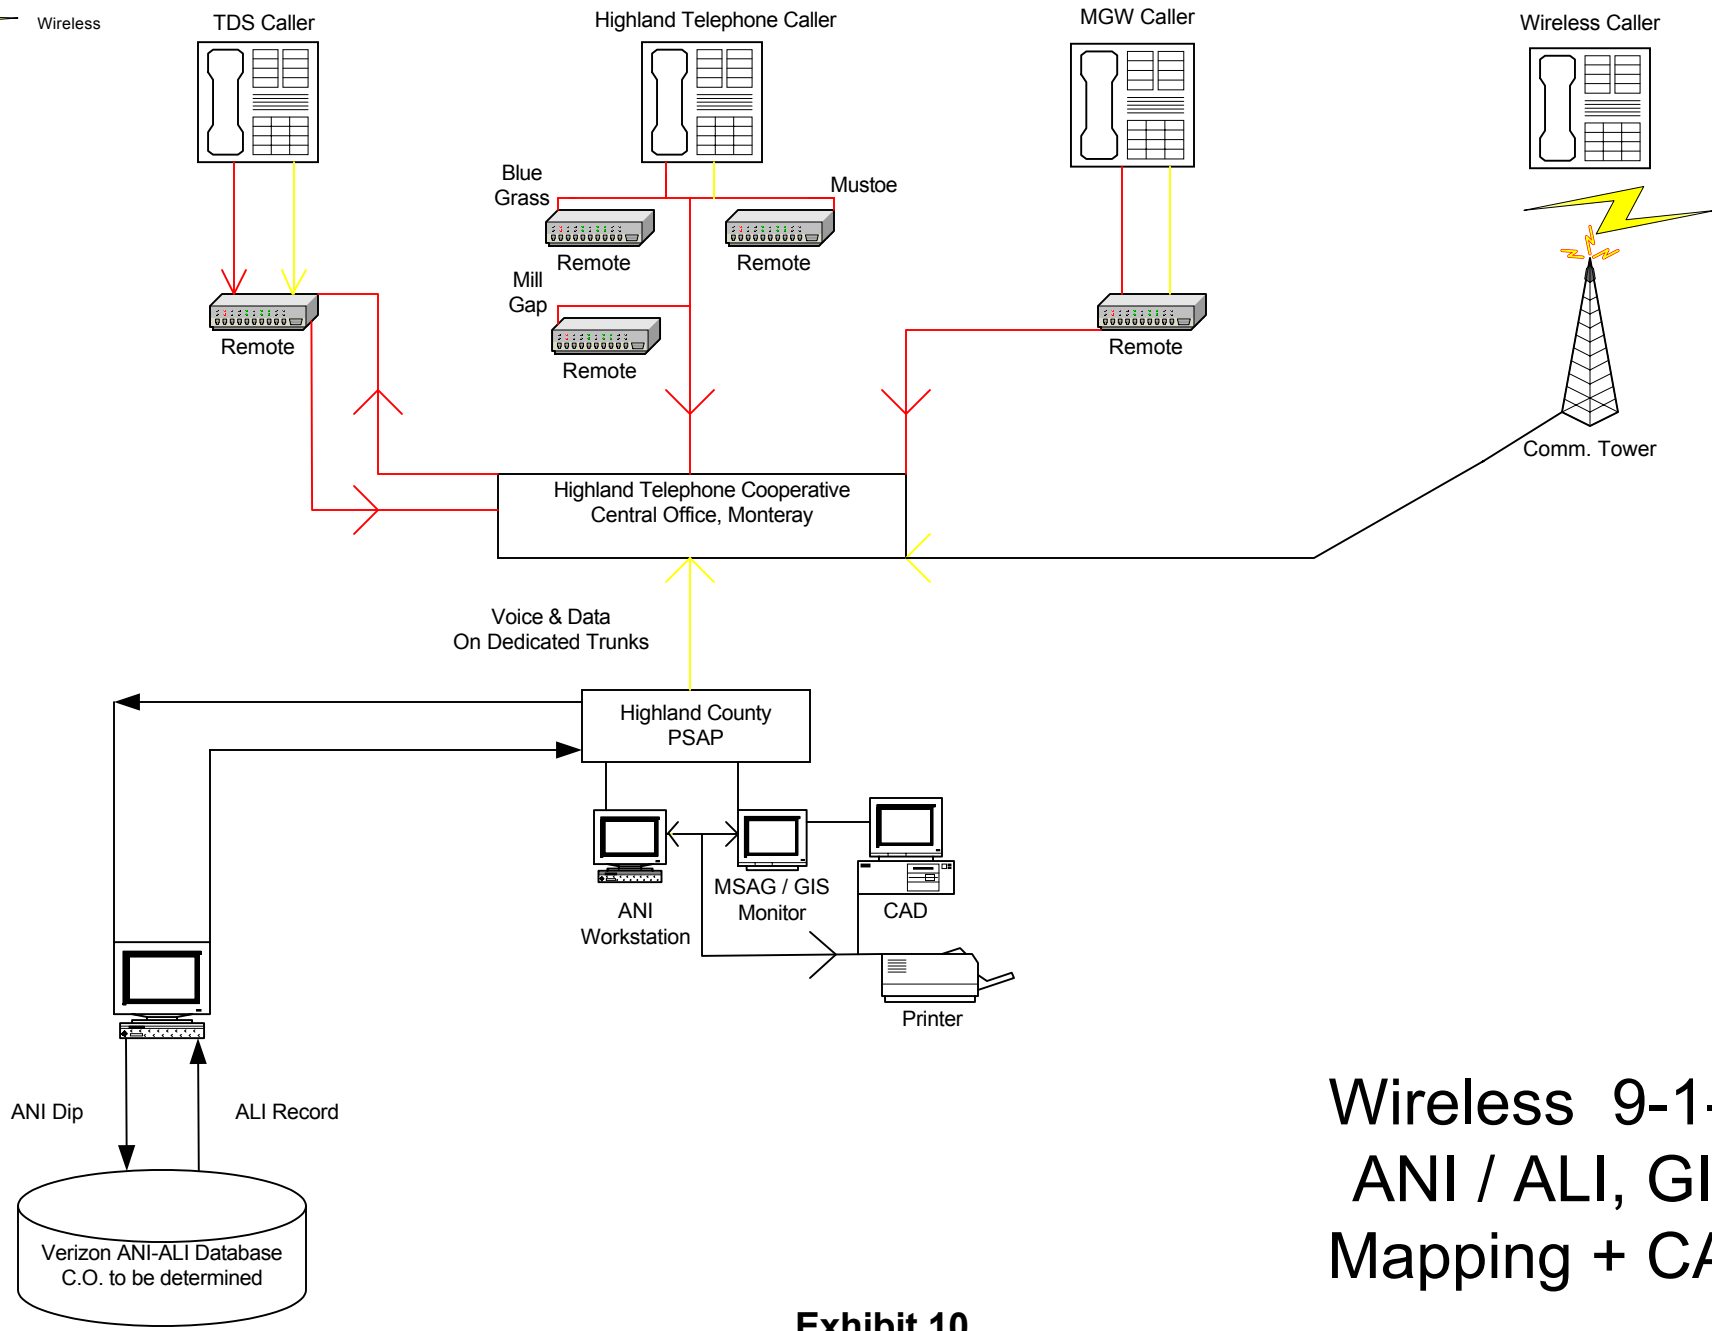 Wireless
TDS Caller
Highland Telephone Caller
MGW Caller
Wireless Caller
Blue
Grass
Mustoe
Remote
Remote
Mill
Gap
Remote
Remote
Remote
Comm. Tower
Highland Telephone Cooperative
Central Office, Monteray
Voice & Data
On Dedicated Trunks
Highland County
PSAP
MSAG / GIS
Monitor
CAD
ANI
Workstation
Printer
ANI Dip
ALI Record
Verizon ANI-ALI Database
C.O. to be determined
Wireless 9-1-
ANI / ALI, GI
Mapping + CA
Exhibit 10